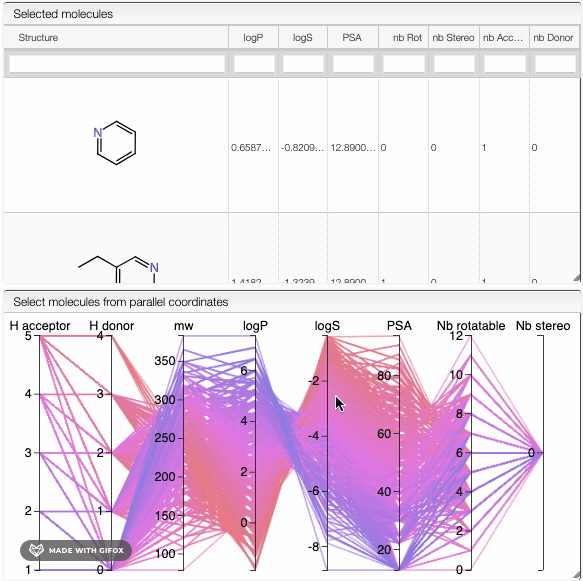 Selected molecules
Structure logP logS PSA nb Rot nb Stereo nb Acc... nb Donor
N
0.6587... -0.8209... 12.8900... 0 0 1 0
N
1.4182 -1.3239 12.8900 1 0 1 0
Select molecules from parallel coordinates
H acceptor H donor mw logP logS PSA Nb rotatable Nb stereo
5 4 12
350 6 -2 80 10
4 3 300
4 8
250 -4 60
3 2 6 0
200 2
-6 40 4
2 1 150
0 2
100 -8 20
1 0 0
MADE WITH GIFOX